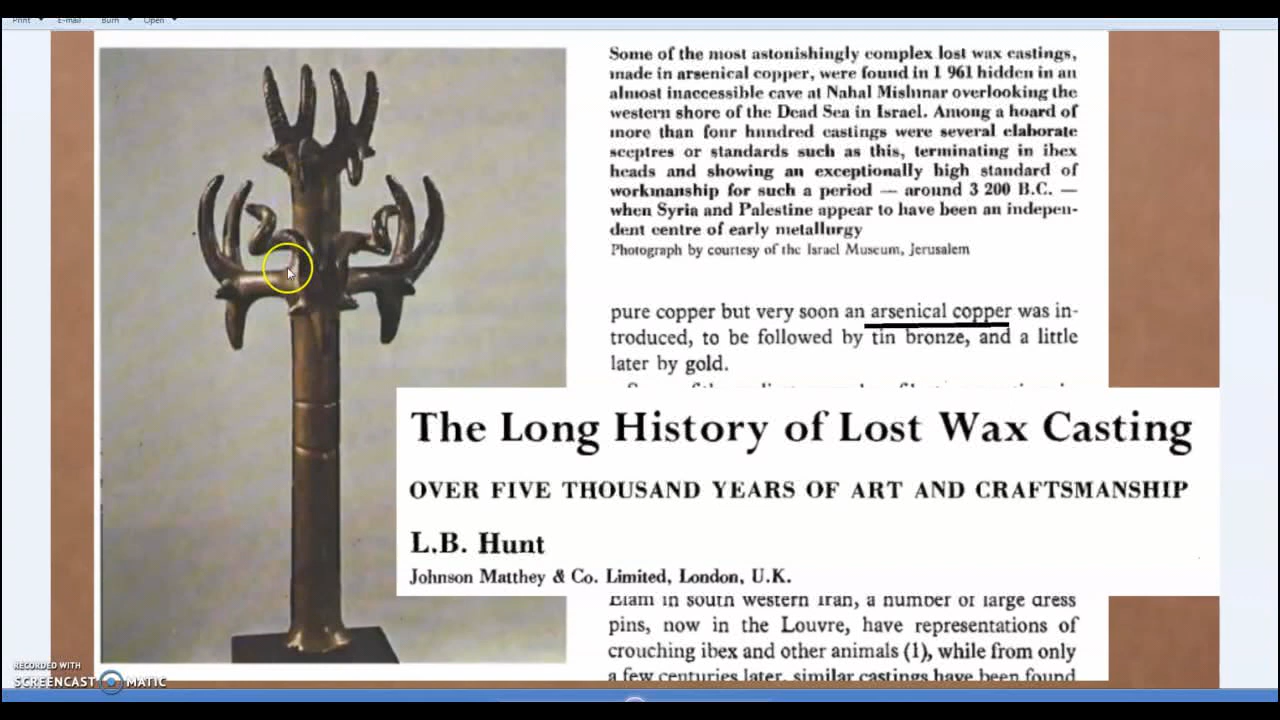 Print E-mail Burn Open
Some of the most astonishingly complex lost wax castings,
made in arsenical copper, were found in 1 961 hidden in an
almost inaccessible cave at Nahal Mishmar overlooking the
western shore of the Dead Sea in Israel. Among a hoard of
more than four hundred castings were several elaborate
sceptres or standards such as this, terminating in ibex
heads and showing an exceptionally high standard of
workmanship for such a period — around 3 200 B.C. —
when Syria and Palestine appear to have been an indepen-
dent centre of early metallurgy
Photograph by courtesy of the Israel Museum, Jerusalem
pure copper but very soon an arsenical copper was in-
troduced, to be followed by tin bronze, and a little
later by gold.
The Long History of Lost Wax Casting
OVER FIVE THOUSAND YEARS OF ART AND CRAFTSMANSHIP
L.B. Hunt
Johnson Matthey & Co. Limited, London, U.K.
Elam in south western Iran, a number of large dress
pins, now in the Louvre, have representations of
crouching ibex and other animals (1), while from only
a few centuries later, similar castings have been found
RECORDED WITH
SCREENCAST MATIC